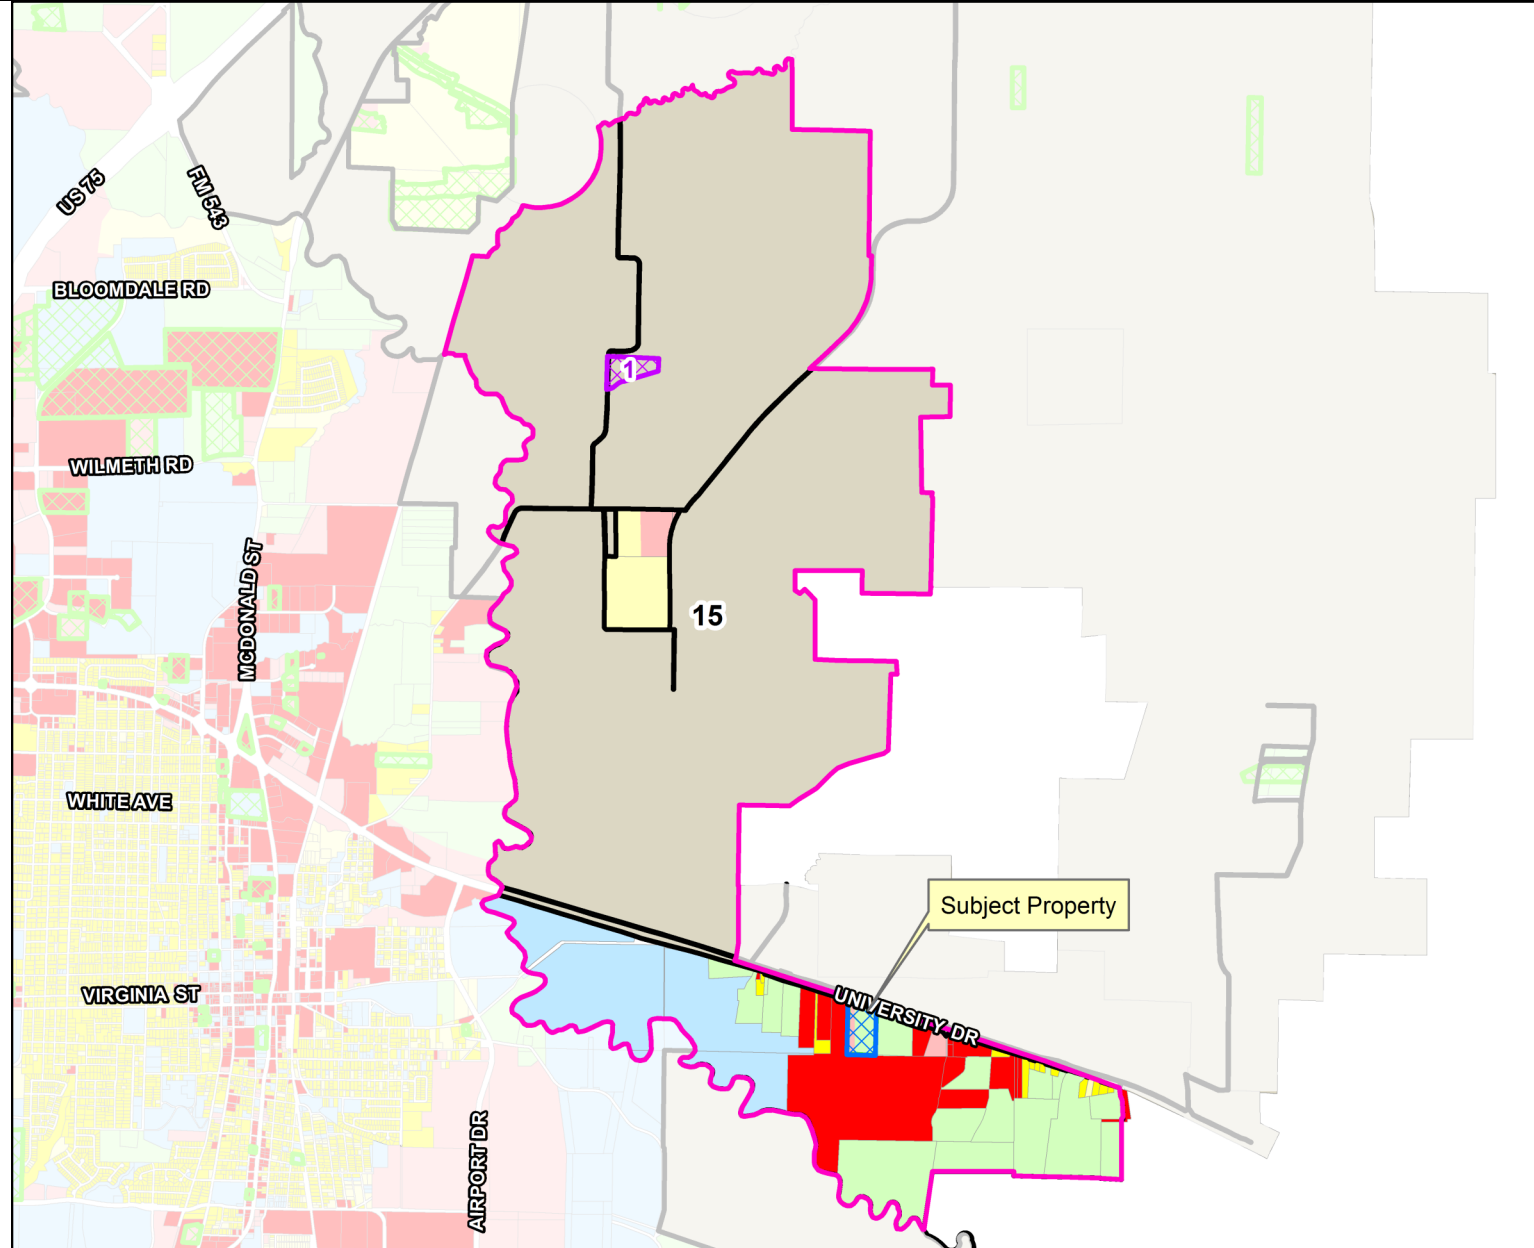 US 75
FM 543
BLOOMDALE RD
1
WILMETH RD
MCDONALD ST
15
WHITE AVE
Subject Property
VIRGINIA ST
UNIVERSITY DR
AIRPORT DR